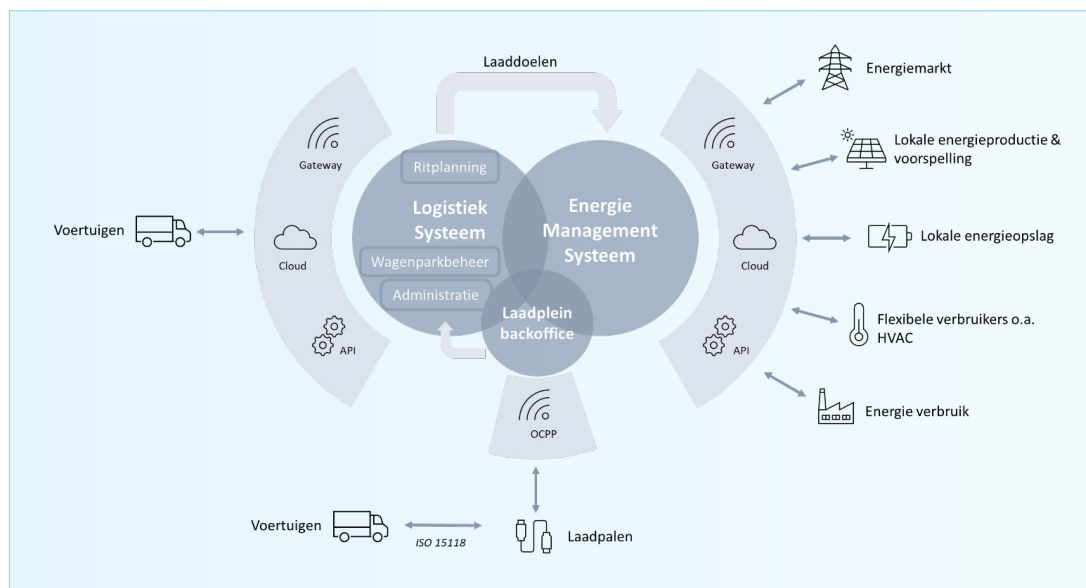 Laaddoelen
Energiemarkt
Gateway
Gateway
Lokale energieproductie &
voorspelling
Ritplanning
Logistiek
Systeem
Energie
Management
Systeem
Voertuigen
Cloud
Cloud
Lokale energieopslag
Wagenparkbeheer
Administratie
Laadplein
backoffice
API
API
Flexibele verbruikers o.a.
HVAC
Energie verbruik
OCPP
Voertuigen
ISO 15118
Laadpalen